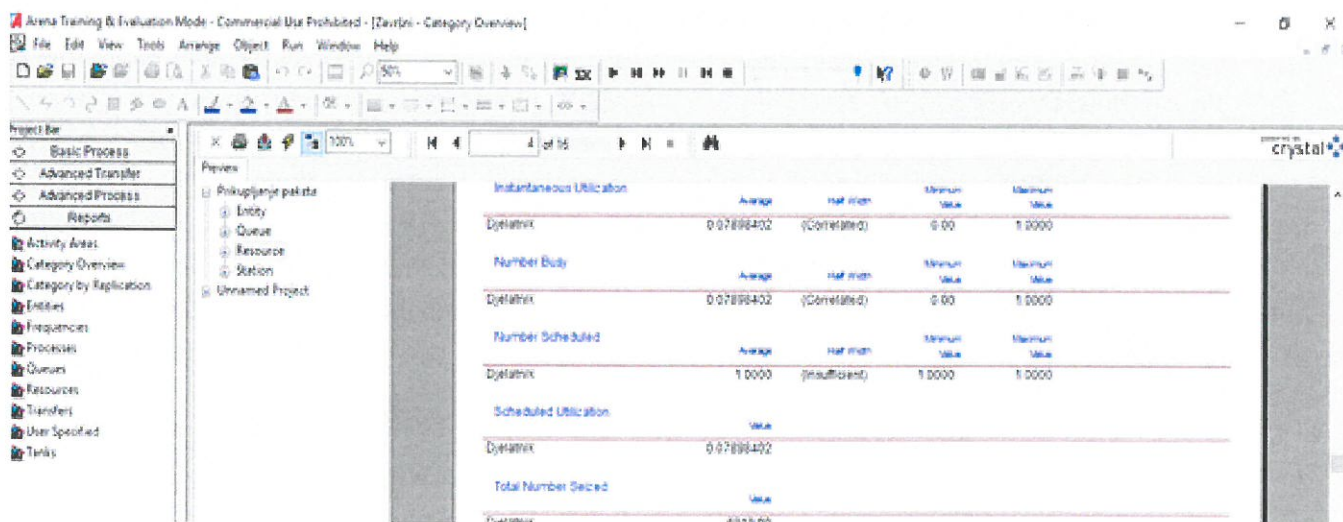 Arena Training & Evaluation Mode - Commercial Use Prohibited - [Završni - Category Overview]
File Edit View Tools Arrange Object Run Window Help
50%
Project Bar
Basic Process
Advanced Transfer
Advanced Process
Reports
Activity Areas
Category Overview
Category by Replication
Entities
Frequencies
Processes
Queues
Resources
Transfers
User Specified
Tanks
100% 4 of 16
crystal
Preview
Prikupljanje paketa
Entity
Queue
Resource
Station
Unnamed Project
Instantaneous Utilization
Average Half Width Minimum Value Maximum Value
Djelatnik 0.07898402 (Correlated) 0.00 1.0000
Number Busy
Average Half Width Minimum Value Maximum Value
Djelatnik 0.07898402 (Correlated) 0.00 1.0000
Number Scheduled
Average Half Width Minimum Value Maximum Value
Djelatnik 1.0000 (Insufficient) 1.0000 1.0000
Scheduled Utilization
Value
Djelatnik 0.07898402
Total Number Seized
Value
Djelatnik